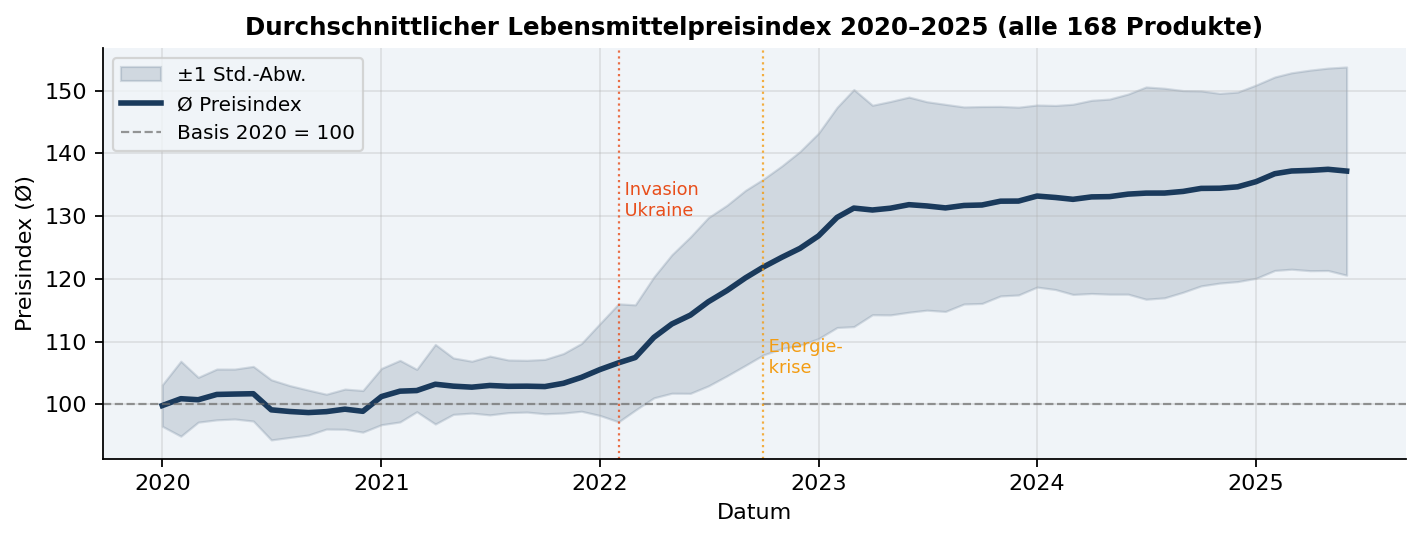 Durchschnittlicher Lebensmittelpreisindex 2020–2025 (alle 168 Produkte)
±1 Std.-Abw.
Ø Preisindex
Basis 2020 = 100
Preisindex (Ø)
150
140
130
120
110
100
Invasion
Ukraine
Energie-
krise
2020 2021 2022 2023 2024 2025
Datum